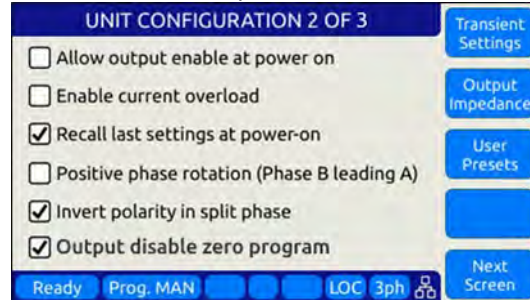 UNIT CONFIGURATION 2 OF 3
Allow output enable at power on
Enable current overload
Recall last settings at power-on
Positive phase rotation (Phase B leading A)
Invert polarity in split phase
Output disable zero program
Transient
Settings
Output
Impedance
User
Presets
Next
Screen
Ready Prog. MAN LOC 3ph